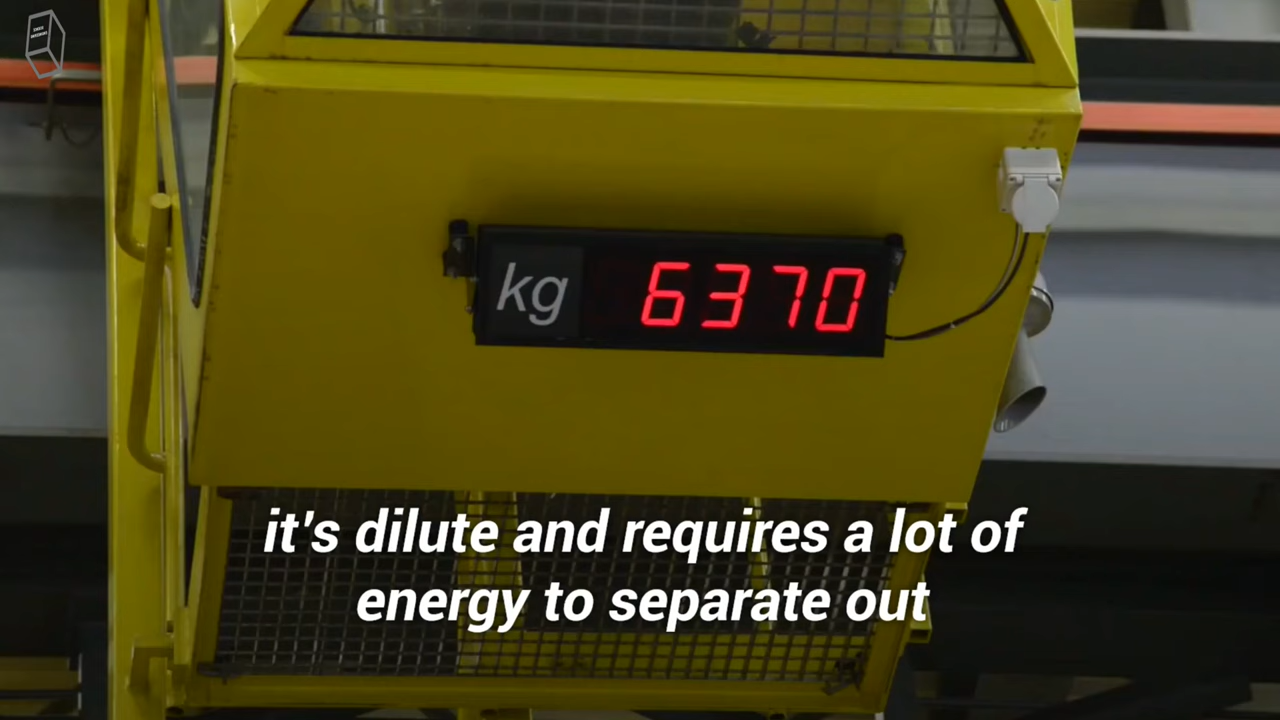 kg 6370
it's dilute and requires a lot of
energy to separate out